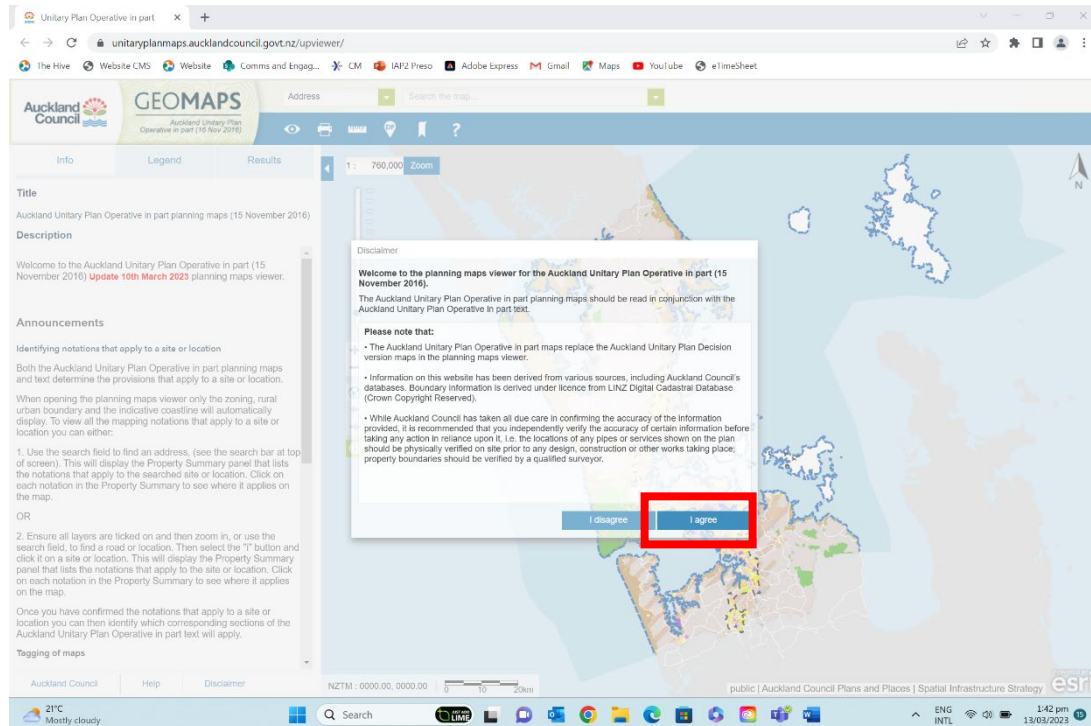 Unitary Plan Operative in part
unitaryplanmaps.aucklandcouncil.govt.nz/upviewer/
The Hive Website CMS Website Comms and Engag... CM IAP2 Preso Adobe Express Gmail Maps YouTube eTimeSheet
Auckland
Council
GEOMAPS
Auckland Unitary Plan
Operative in part (16 Nov 2016)
Address
Search the map...
Info Legend Results
1 : 760,000 Zoom
N
Title
Auckland Unitary Plan Operative in part planning maps (15 November 2016)
Description
Welcome to the Auckland Unitary Plan Operative in part (15
November 2016) Update 10th March 2023 planning maps viewer.
Announcements
Identifying notations that apply to a site or location
Both the Auckland Unitary Plan Operative in part planning maps
and text determine the provisions that apply to a site or location.
When opening the planning maps viewer only the zoning, rural
urban boundary and the indicative coastline will automatically
display. To view all the mapping notations that apply to a site or
location you can either:
1. Use the search field to find an address, (see the search bar at top
of screen). This will display the Property Summary panel that lists
the notations that apply to the searched site or location. Click on
each notation in the Property Summary to see where it applies on
the map.
OR
2. Ensure all layers are ticked on and then zoom in, or use the
search field, to find a road or location. Then select the "i" button and
click it on a site or location. This will display the Property Summary
panel that lists the notations that apply to the site or location. Click
on each notation in the Property Summary to see where it applies
on the map.
Once you have confirmed the notations that apply to a site or
location you can then identify which corresponding sections of the
Auckland Unitary Plan Operative in part text will apply.
Tagging of maps
Auckland Council Help Disclaimer
Disclaimer
Welcome to the planning maps viewer for the Auckland Unitary Plan Operative in part (15
November 2016).
The Auckland Unitary Plan Operative in part planning maps should be read in conjunction with the
Auckland Unitary Plan Operative in part text.
Please note that:
• The Auckland Unitary Plan Operative in part maps replace the Auckland Unitary Plan Decision
version maps in the planning maps viewer.
• Information on this website has been derived from various sources, including Auckland Council's
databases. Boundary information is derived under licence from LINZ Digital Cadastral Database
(Crown Copyright Reserved).
• While Auckland Council has taken all due care in confirming the accuracy of the information
provided, it is recommended that you independently verify the accuracy of certain information before
taking any action in reliance upon it, i.e. the locations of any pipes or services shown on the plan
should be physically verified on site prior to any design, construction or other works taking place;
property boundaries should be verified by a qualified surveyor.
I disagree I agree
NZTM : 0000.00, 0000.00 0 10 20km
public | Auckland Council Plans and Places | Spatial Infrastructure Strategy
esri
21°C
Mostly cloudy
Search
LIME
ENG
INTL
1:42 pm
13/03/2023